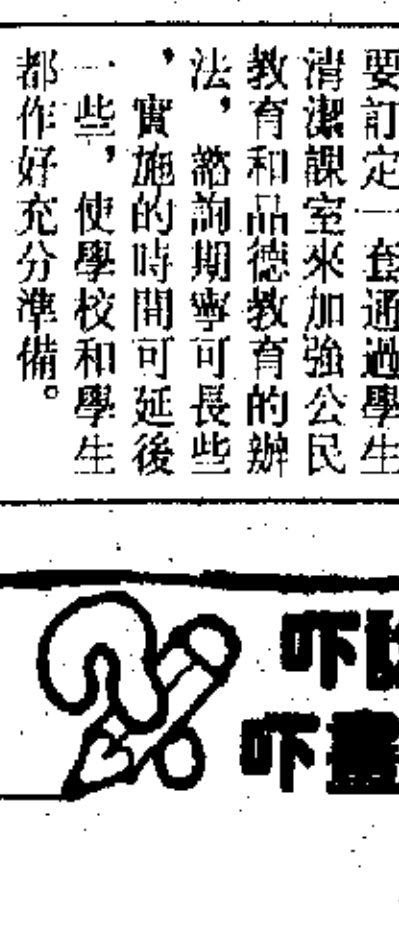 要訂定一套通過學生
清潔課室來加強公民
教育和品德教育的辦
法，諮詢期寧可長些
，實施的時間可延後
一些，使學校和學生
都作好充分準備。
吓
吓畫